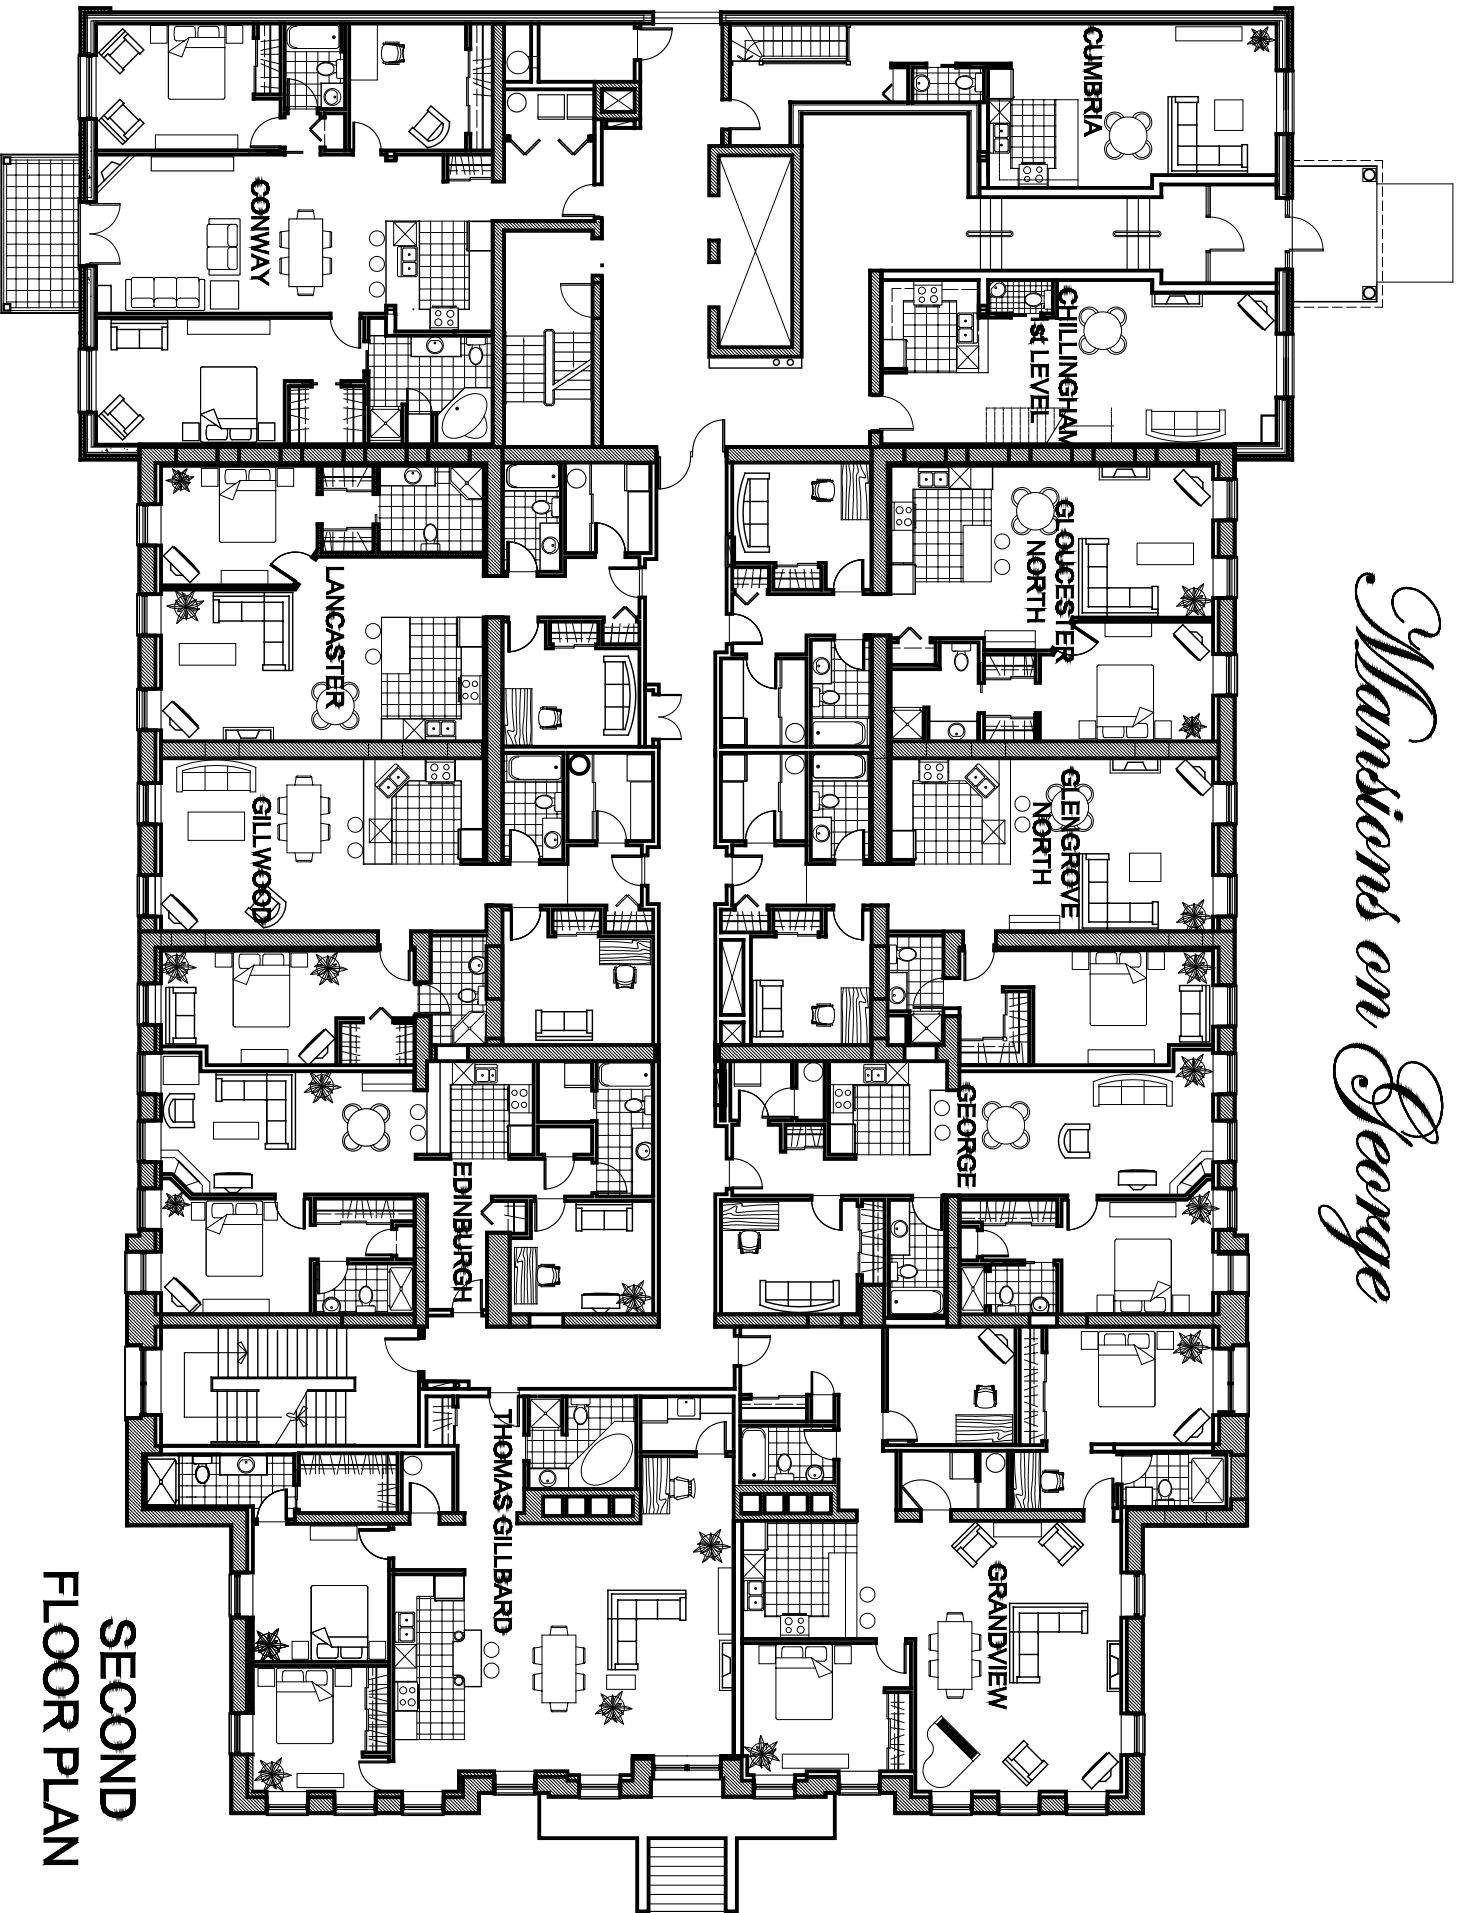 Mansions on George
CUMBRIA
CONWAY
CHILLINGHAM
1st LEVEL
GLOUCESTER
NORTH
LANCASTER
GLENGROVE
NORTH
GILLWOOD
GEORGE
EDINBURGH
THOMAS GILLBARD
GRANDVIEW
SECOND
FLOOR PLAN